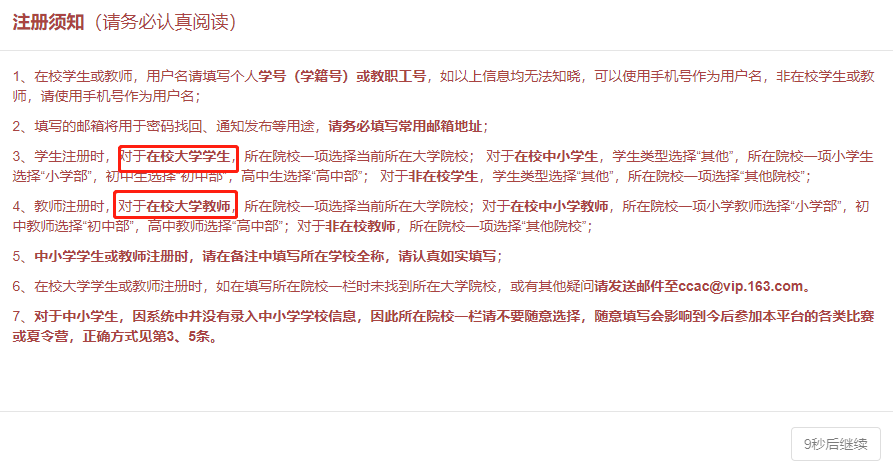 注册须知（请务必认真阅读）
1、在校学生或教师，用户名请填写个人学号（学籍号）或教职工号，如以上信息均无法知晓，可以使用手机号作为用户名，非在校学生或教
师，请使用手机号作为用户名；
2、填写的邮箱将用于密码找回、通知发布等用途，请务必填写常用邮箱地址；
3、学生注册时，对于在校大学学生，所在院校一项选择当前所在大学院校； 对于在校中小学生，学生类型选择“其他”，所在院校一项小学生
选择“小学部”，初中生选择“初中部”，高中生选择“高中部”； 对于非在校学生，学生类型选择“其他”，所在院校一项选择“其他院校”；
4、教师注册时，对于在校大学教师，所在院校一项选择当前所在大学院校；对于在校中小学教师，所在院校一项小学教师选择“小学部”，初
中教师选择“初中部”，高中教师选择“高中部”；对于非在校教师，所在院校一项选择“其他院校”；
5、中小学学生或教师注册时，请在备注中填写所在学校全称，请认真如实填写；
6、在校大学学生或教师注册时，如在填写所在院校一栏时未找到所在大学院校，或有其他疑问请发送邮件至ccac@vip.163.com。
7、对于中小学生，因系统中并没有录入中小学学校信息，因此所在院校一栏请不要随意选择，随意填写会影响到今后参加本平台的各类比赛
或夏令营，正确方式见第3、5条。
9秒后继续